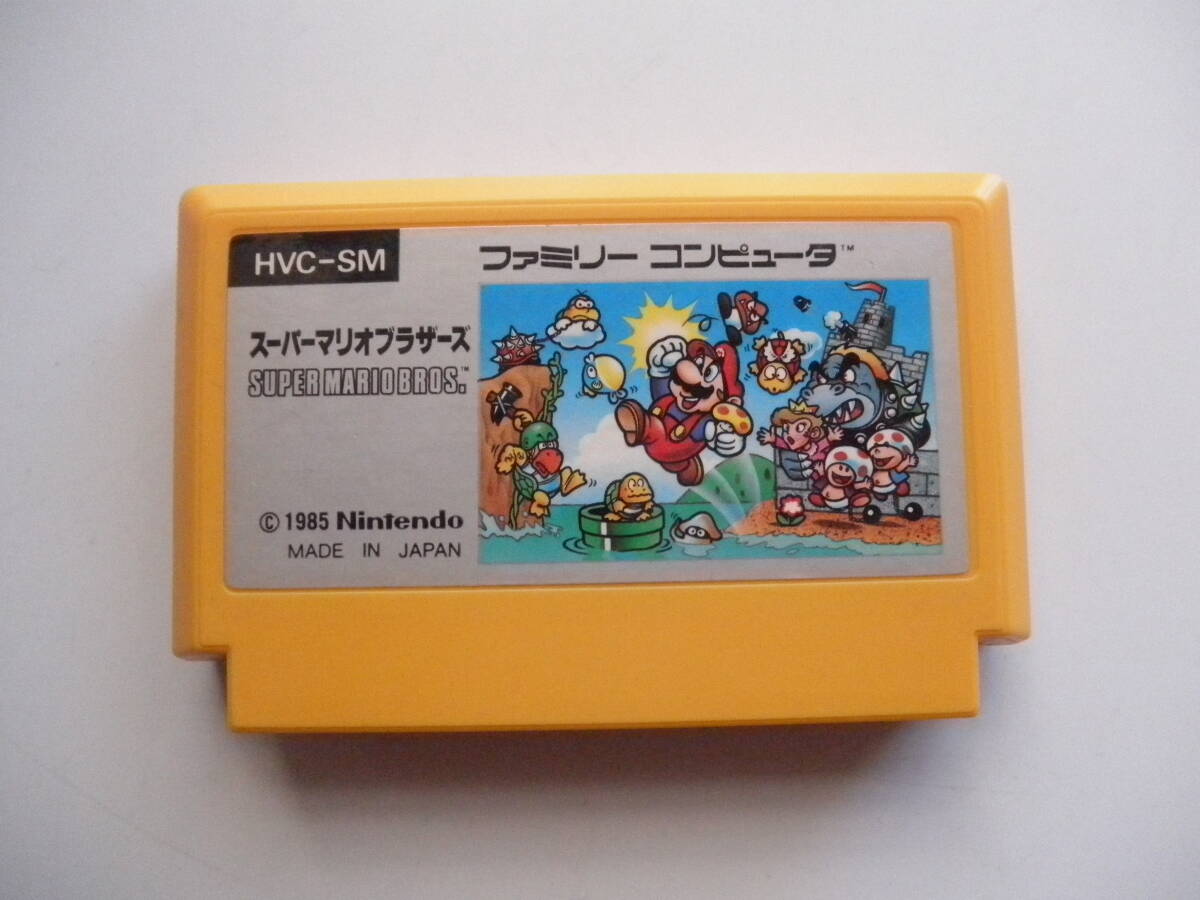 HVC-SM
ファミリー コンピュータ™
スーパーマリオブラザーズ
SUPER MARIO BROS.™
© 1985 Nintendo
MADE IN JAPAN